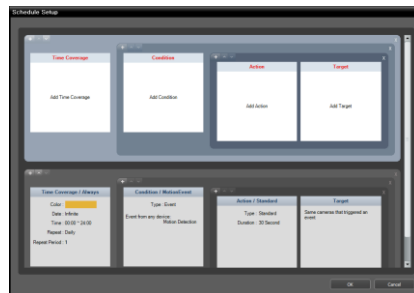 Schedule Setup
Time Coverage
Condition
Action
Target
Add Time Coverage
Add Condition
Add Action
Add Target
Time Coverage / Always
Condition / MotionEvent
Action / Standard
Target
Color :
Date : Infinite
Time : 00:00 ~ 24:00
Repeat : Daily
Repeat Period : 1
Type : Event
Event from any device:
Motion Detection
Type : Standard
Duration : 30 Second
Same cameras that triggered an
event
OK
Cancel